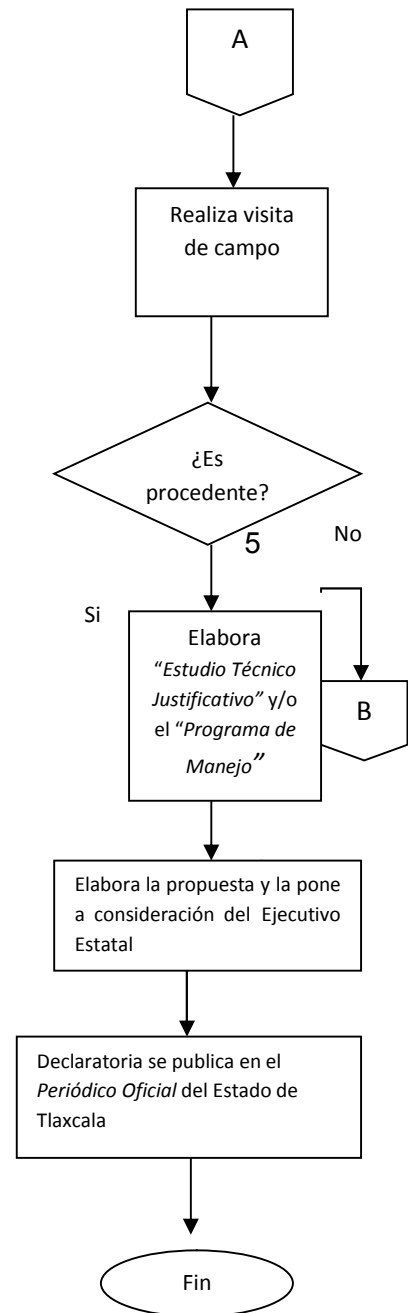 A
Realiza visita
de campo
¿Es
procedente?
5
No
Si
Elabora
“Estudio Técnico
Justificativo” y/o
el “Programa de
Manejo”
B
Elabora la propuesta y la pone
a consideración del Ejecutivo
Estatal
Declaratoria se publica en el
Periódico Oficial del Estado de
Tlaxcala
Fin